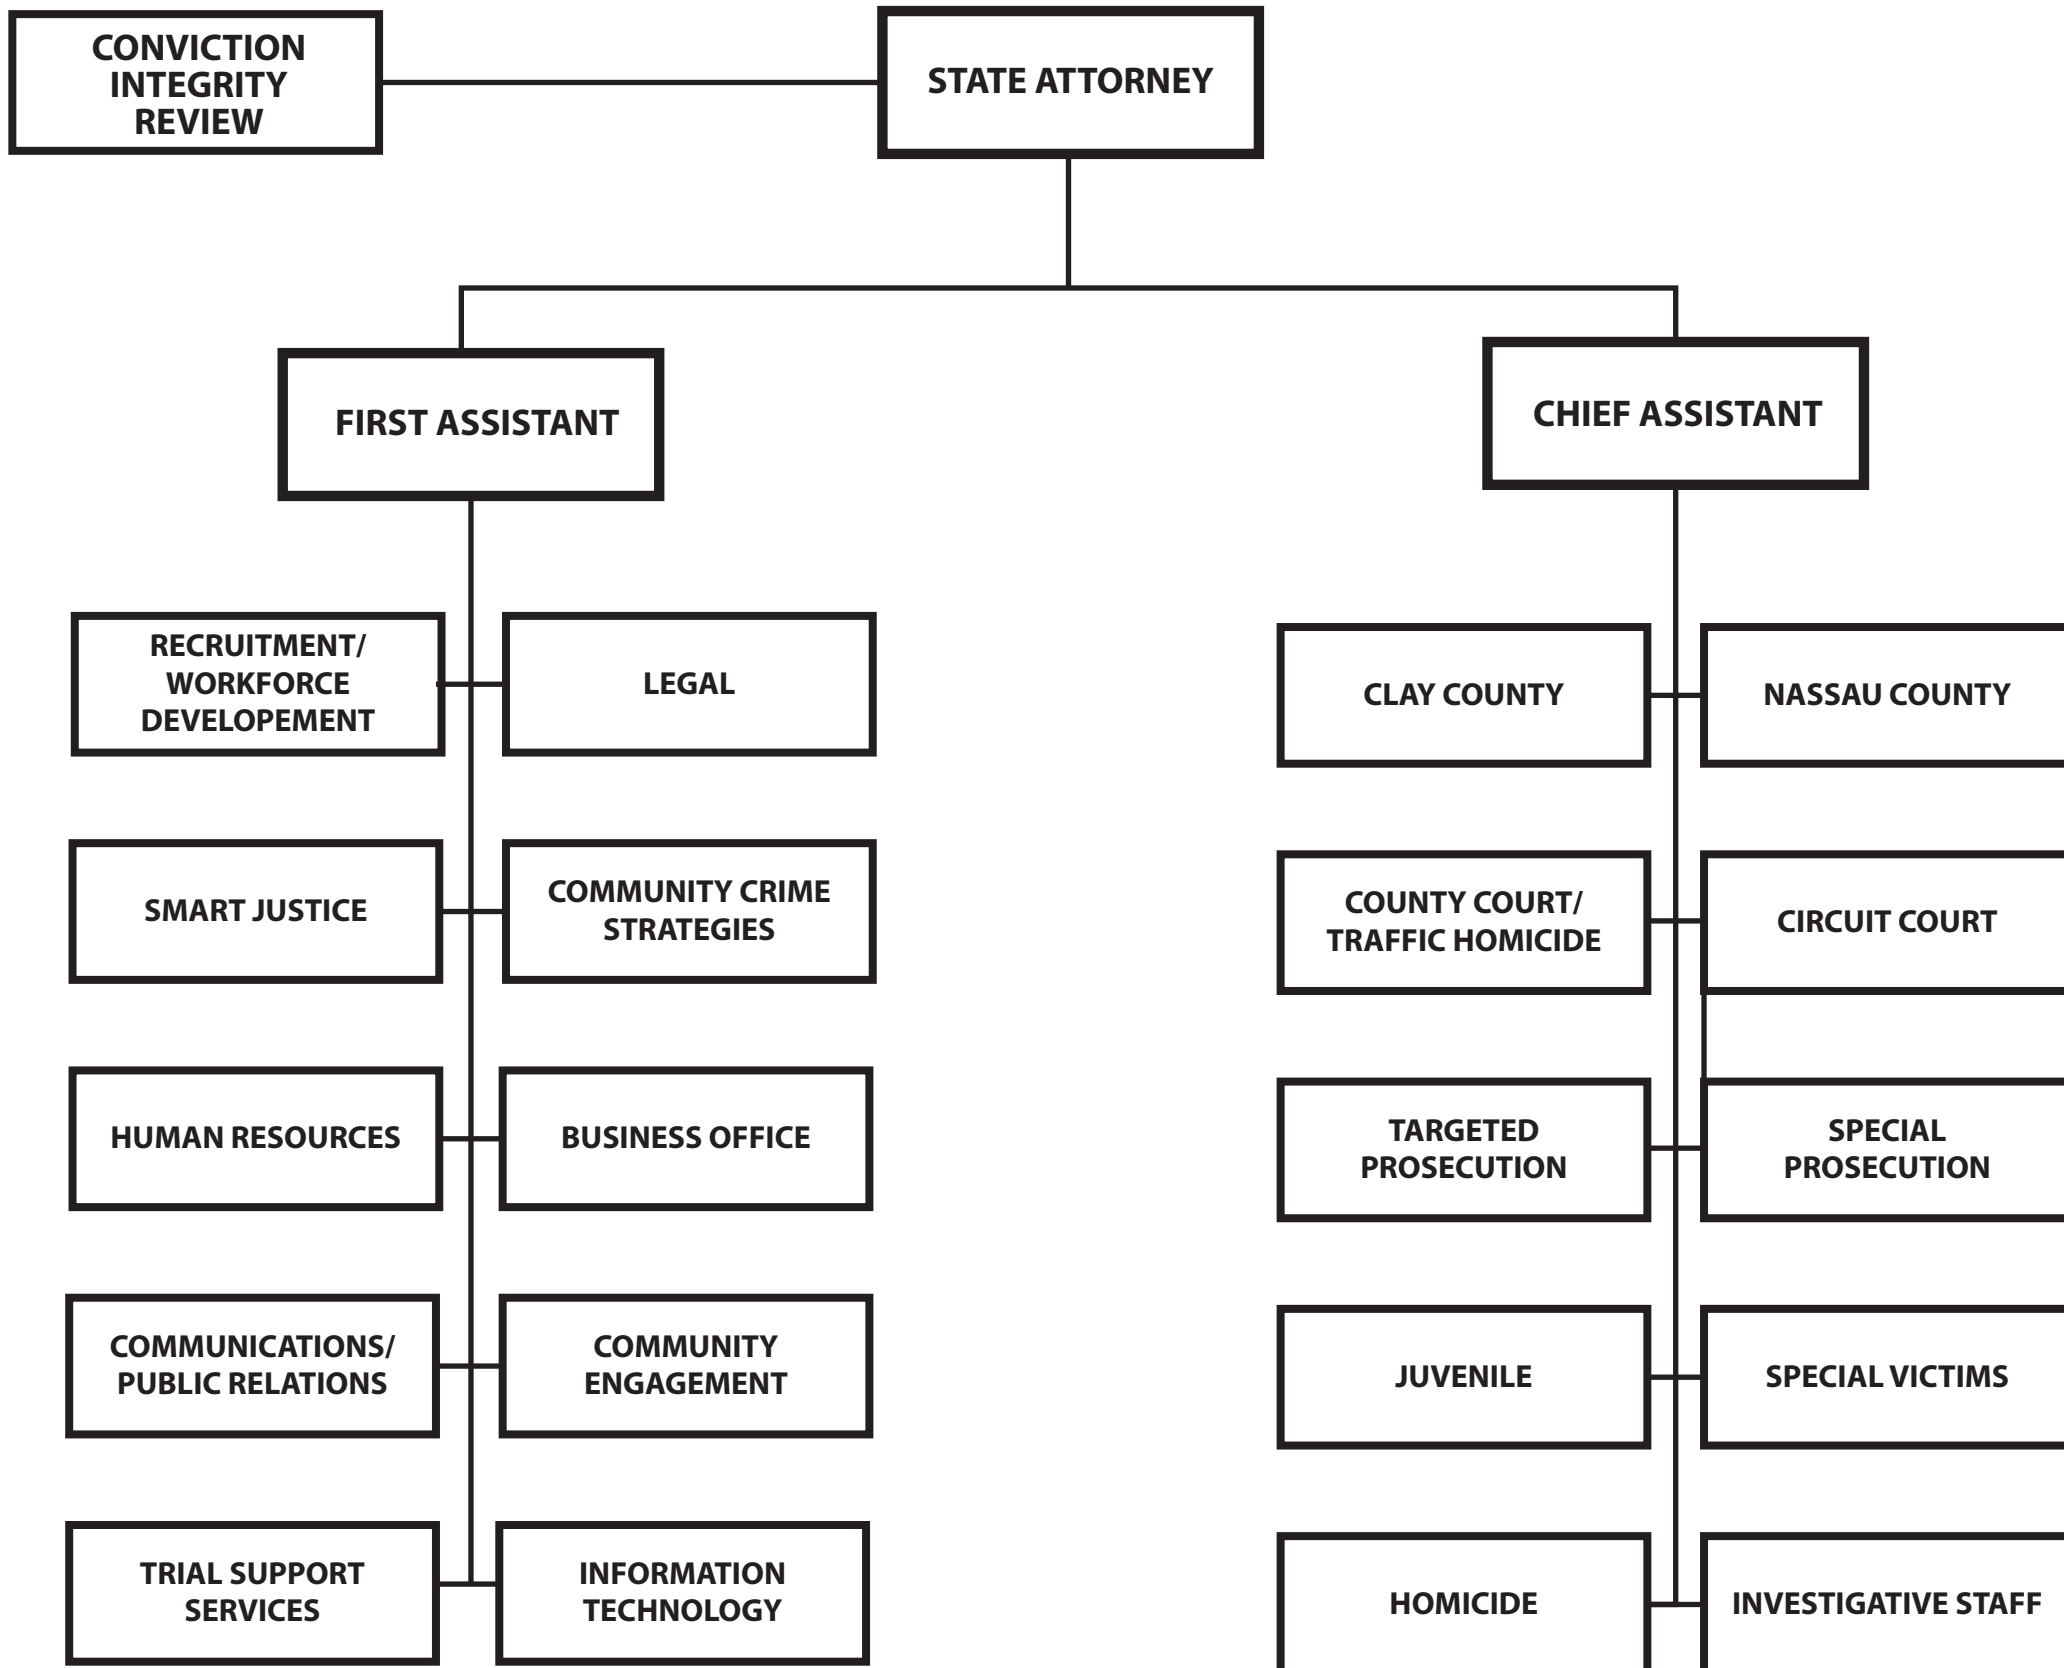 CONVICTION
INTEGRITY
REVIEW
STATE ATTORNEY
FIRST ASSISTANT
CHIEF ASSISTANT
RECRUITMENT/
WORKFORCE
DEVELOPEMENT
LEGAL
CLAY COUNTY
NASSAU COUNTY
SMART JUSTICE
COMMUNITY CRIME
STRATEGIES
COUNTY COURT/
TRAFFIC HOMICIDE
CIRCUIT COURT
HUMAN RESOURCES
BUSINESS OFFICE
TARGETED
PROSECUTION
SPECIAL
PROSECUTION
COMMUNICATIONS/
PUBLIC RELATIONS
COMMUNITY
ENGAGEMENT
JUVENILE
SPECIAL VICTIMS
TRIAL SUPPORT
SERVICES
INFORMATION
TECHNOLOGY
HOMICIDE
INVESTIGATIVE STAFF